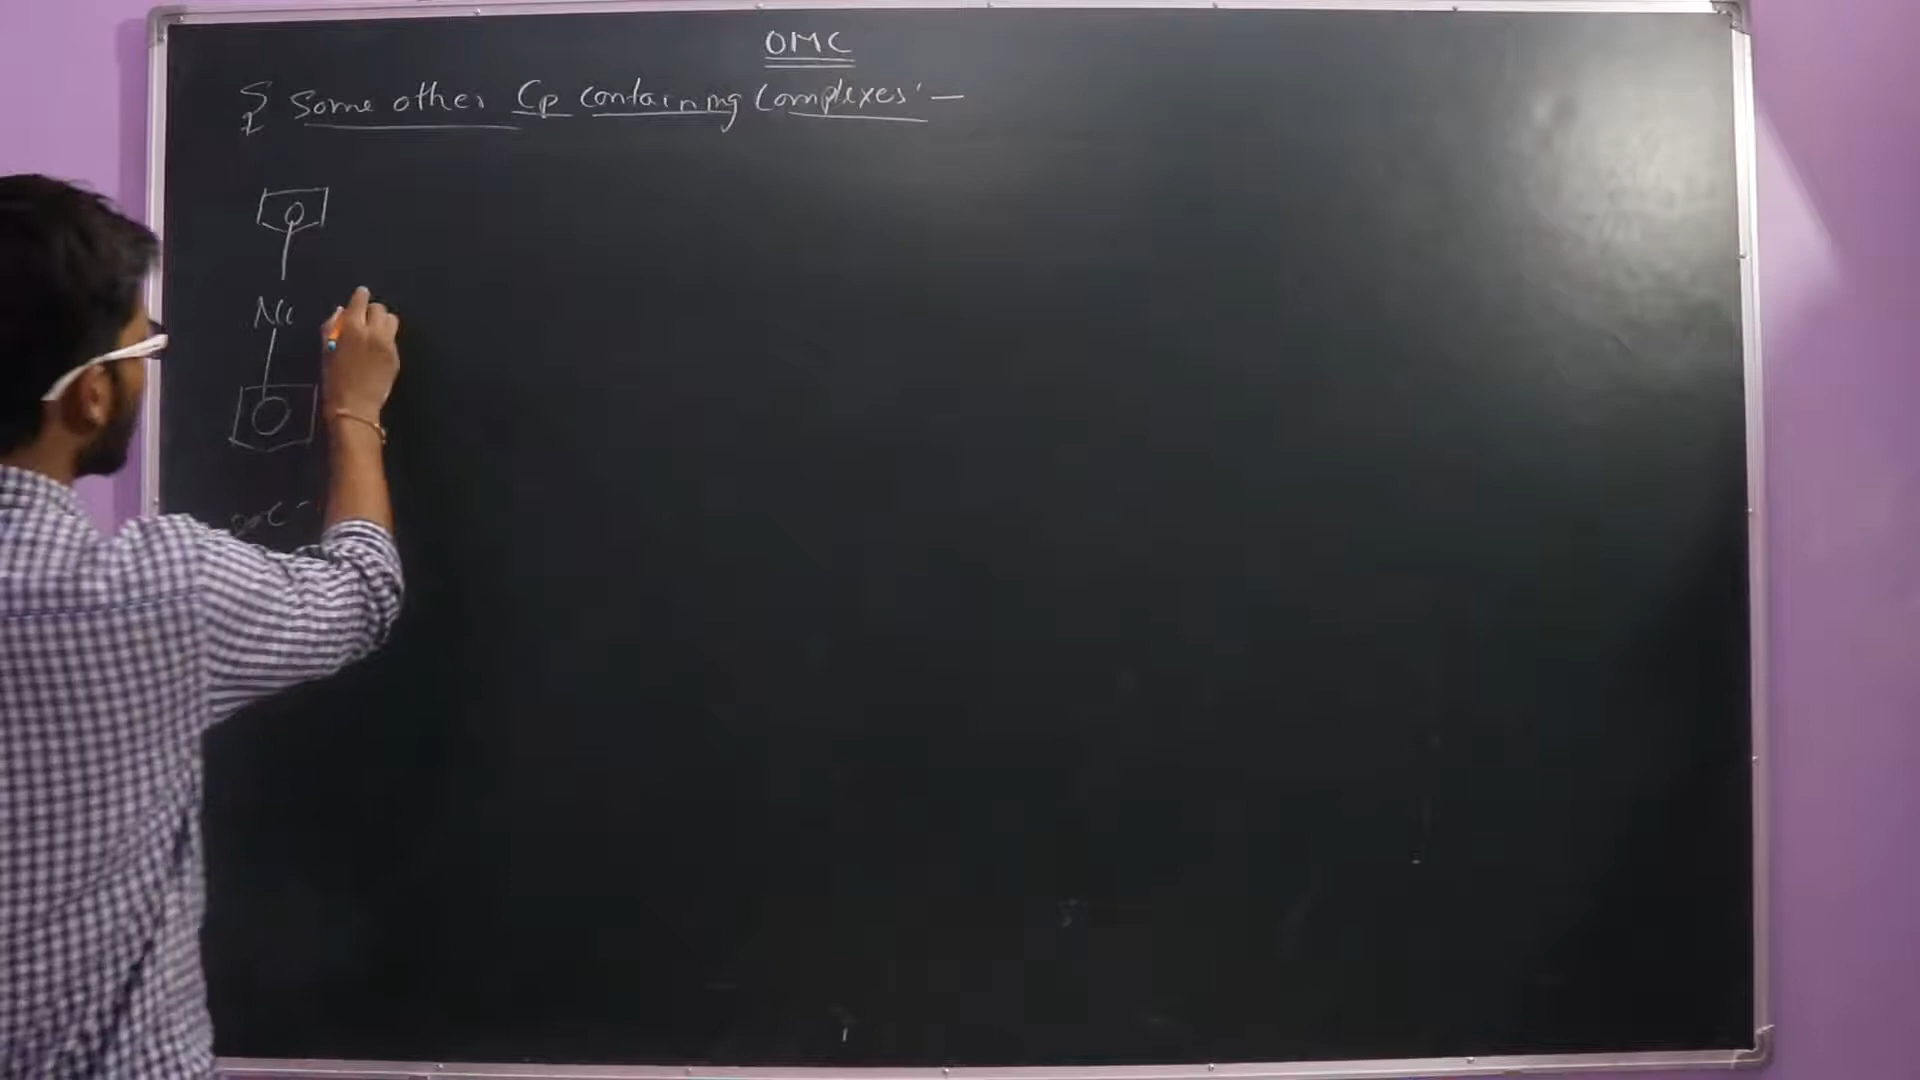 OMC
§ Some other Cp containing Complexes: —
Ni